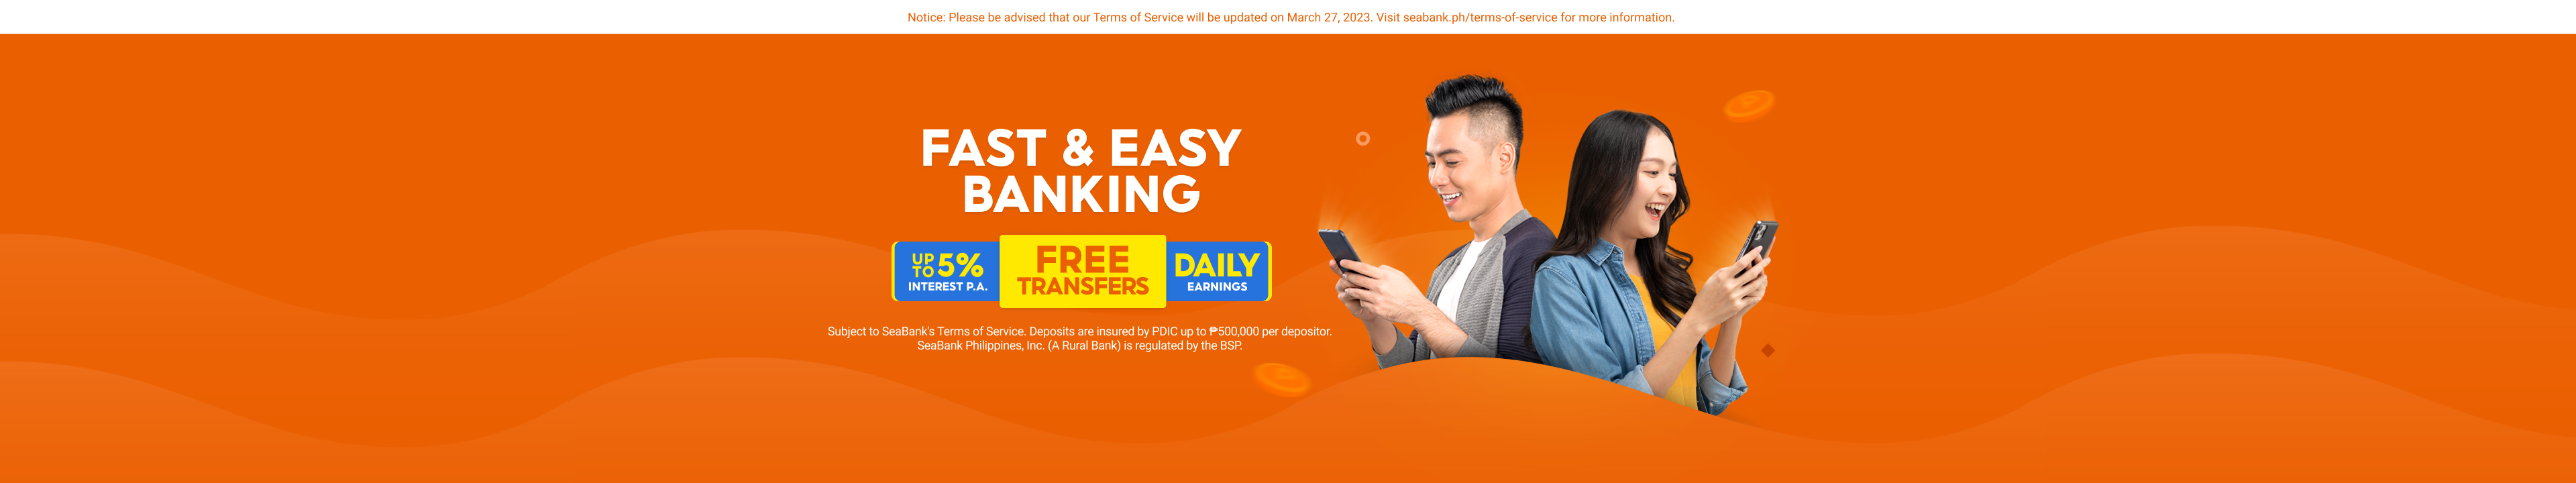 Notice: Please be advised that our Terms of Service will be updated on March 27, 2023. Visit seabank.ph/terms-of-service for more information.
FAST & EASY
BANKING
UP TO 5%
INTEREST P.A.
FREE
TRANSFERS
DAILY
EARNINGS
Subject to SeaBank's Terms of Service. Deposits are insured by PDIC up to ₱500,000 per depositor.
SeaBank Philippines, Inc. (A Rural Bank) is regulated by the BSP.